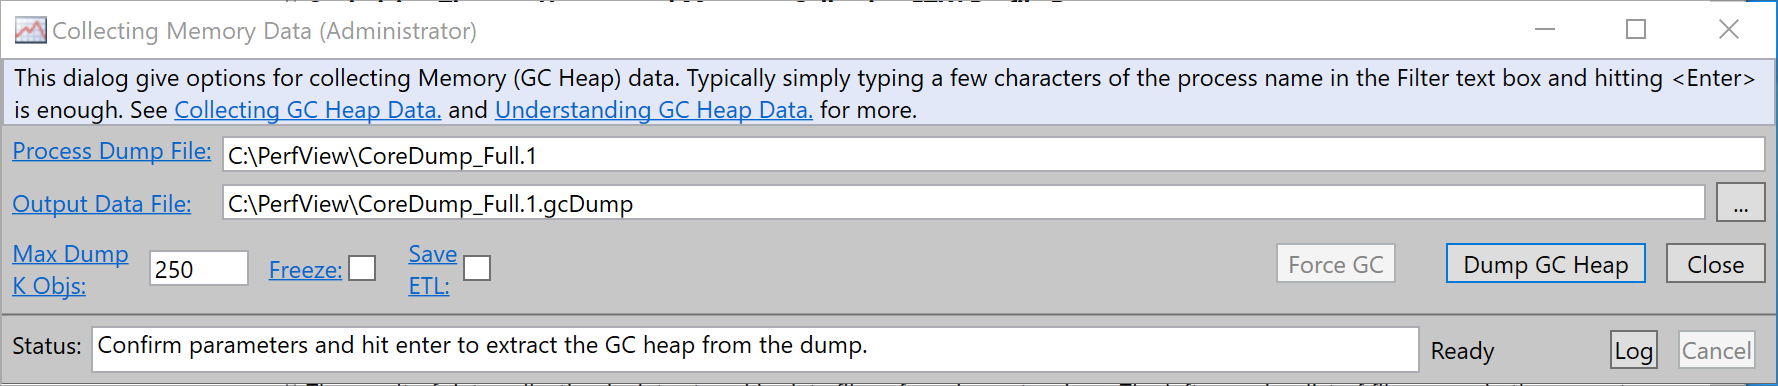 Collecting Memory Data (Administrator)
This dialog give options for collecting Memory (GC Heap) data. Typically simply typing a few characters of the process name in the Filter text box and hitting <Enter>
is enough. See Collecting GC Heap Data. and Understanding GC Heap Data. for more.
Process Dump File: C:\PerfView\CoreDump_Full.1
Output Data File: C:\PerfView\CoreDump_Full.1.gcDump ...
Max Dump
K Objs: 250 Freeze: Save
ETL: Force GC Dump GC Heap Close
Status: Confirm parameters and hit enter to extract the GC heap from the dump. Ready Log Cancel